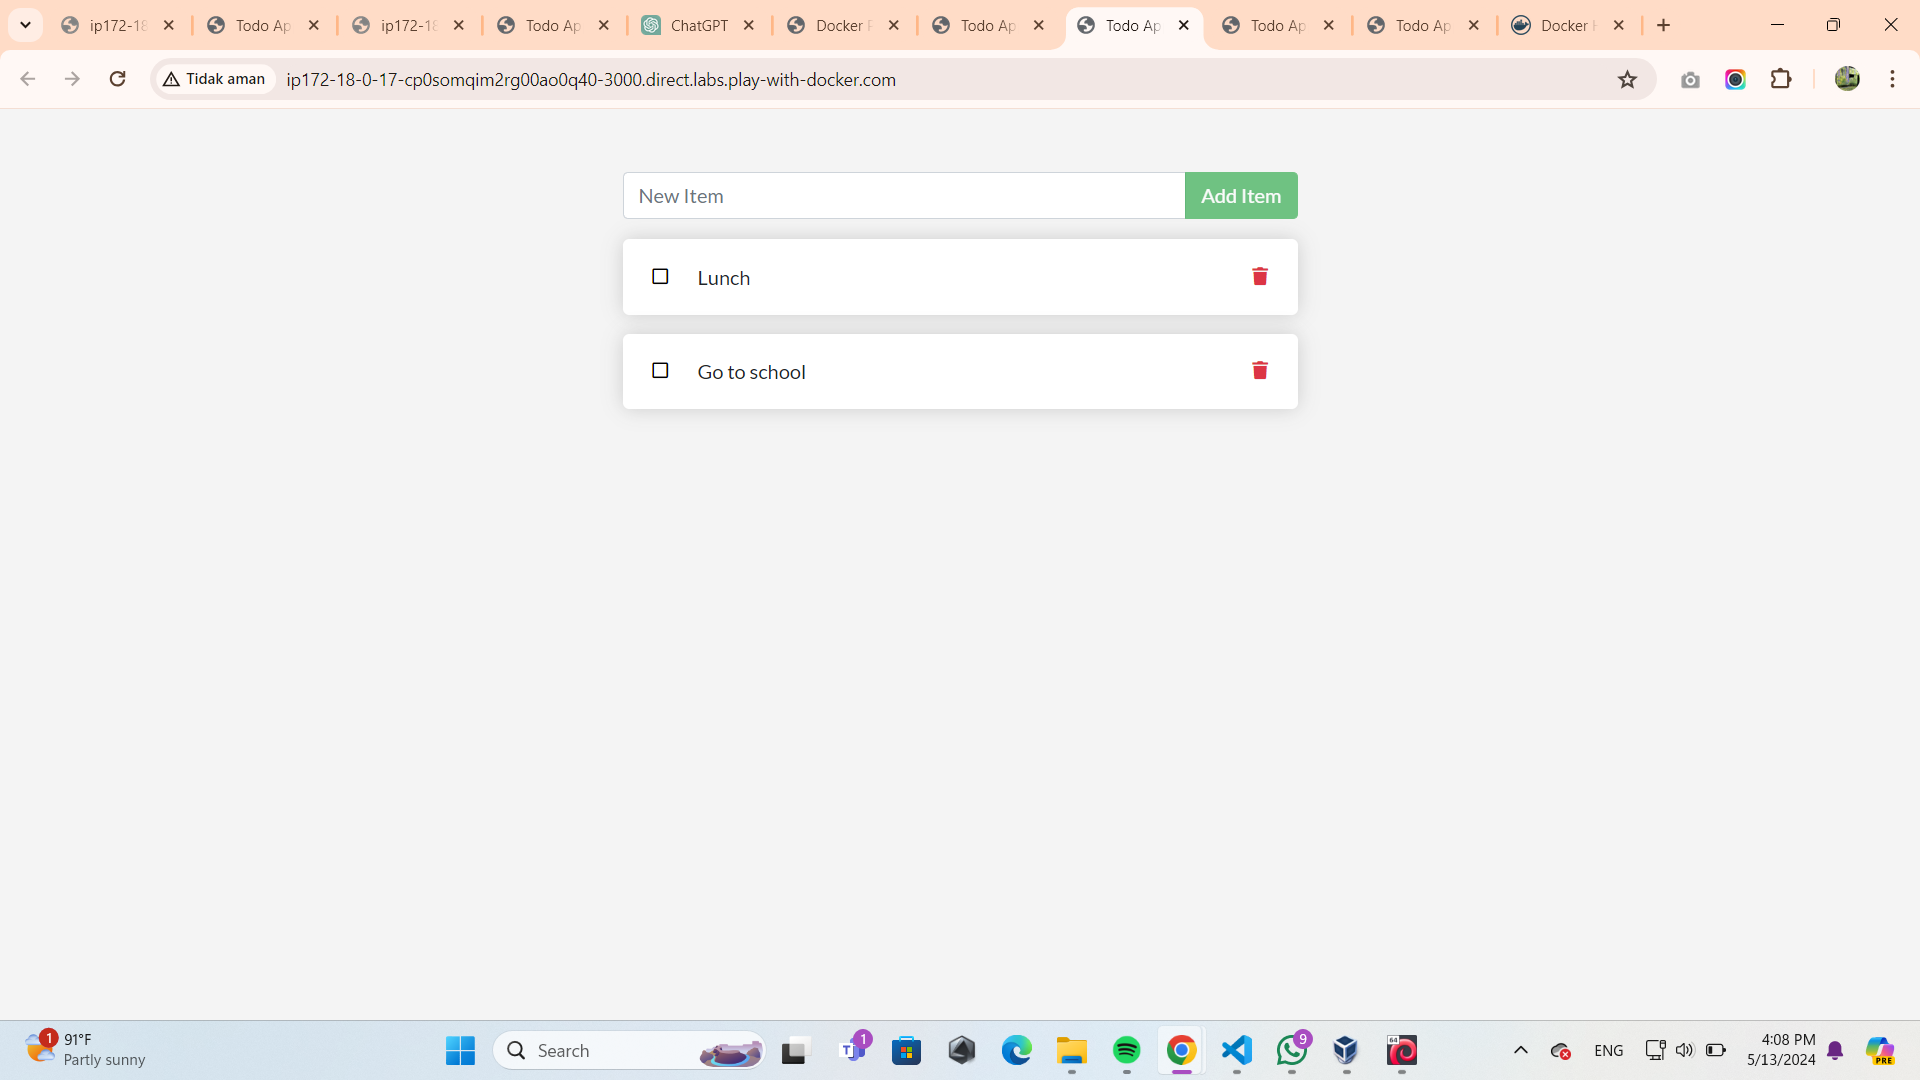 ip172-18
Todo Ap
ip172-18
Todo Ap
ChatGPT
Docker
Todo Ap
Todo Ap
Todo Ap
Todo Ap
Docker
Tidak aman
ip172-18-0-17-cp0somqim2rg00ao0q40-3000.direct.labs.play-with-docker.com
New Item
Add Item
Lunch
Go to school
1
91°F
Partly sunny
Search
1
9
64
ENG
4:08 PM
5/13/2024
PRE